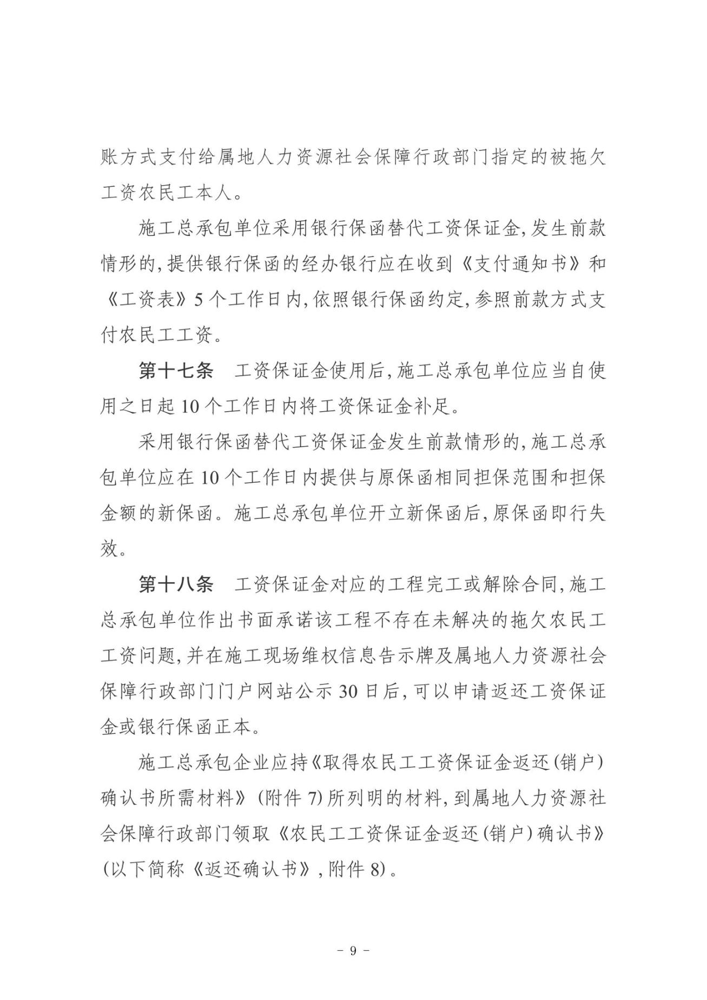 账方式支付给属地人力资源社会保障行政部门指定的被拖欠
工资农民工本人。
施工总承包单位采用银行保函替代工资保证金,发生前款
情形的,提供银行保函的经办银行应在收到《支付通知书》和
《工资表》5 个工作日内,依照银行保函约定,参照前款方式支
付农民工工资。
第十七条　工资保证金使用后,施工总承包单位应当自使
用之日起 10 个工作日内将工资保证金补足。
采用银行保函替代工资保证金发生前款情形的,施工总承
包单位应在 10 个工作日内提供与原保函相同担保范围和担保
金额的新保函。施工总承包单位开立新保函后,原保函即行失
效。
第十八条　工资保证金对应的工程完工或解除合同,施工
总承包单位作出书面承诺该工程不存在未解决的拖欠农民工
工资问题,并在施工现场维权信息告示牌及属地人力资源社会
保障行政部门门户网站公示 30 日后,可以申请返还工资保证
金或银行保函正本。
施工总承包企业应持《取得农民工工资保证金返还(销户)
确认书所需材料》(附件 7)所列明的材料,到属地人力资源社
会保障行政部门领取《农民工工资保证金返还(销户)确认书》
(以下简称《返还确认书》,附件 8)。
- 9 -